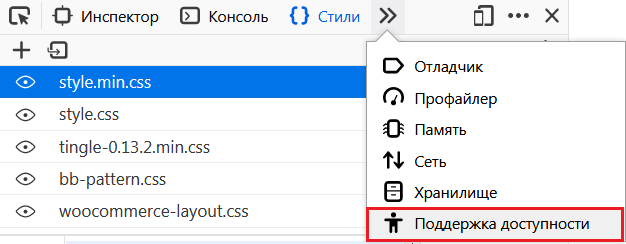 Инспектор Консоль Стили
style.min.css
style.css
tingle-0.13.2.min.css
bb-pattern.css
woocommerce-layout.css
Отладчик
Профайлер
Память
Сеть
Хранилище
Поддержка доступности